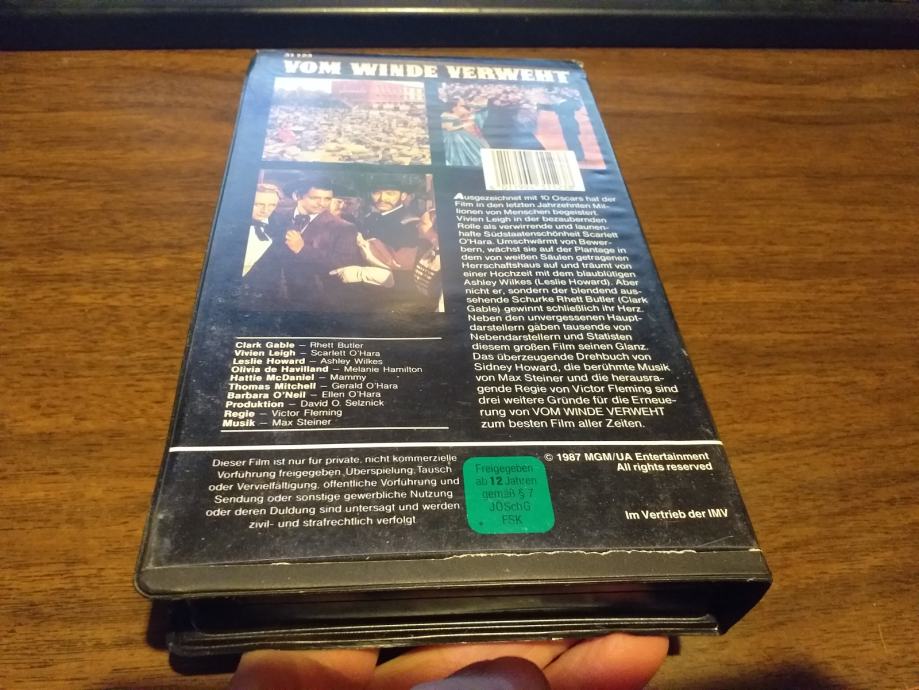 VOM WINDE VERWEHT
Ausgezeichnet mit 10 Oscars hat der
Film in den letzten Jahrzehnten Mil-
lionen von Menschen begeistert.
Vivien Leigh in der bezaubernden
Rolle als verwirrende und launen-
hafte Südstaatenschönheit Scarlett
O'Hara. Umschwärmt von Bewer-
bern, wächst sie auf der Plantage in
dem von weißen Säulen getragenen
Herrschaftshaus auf und träumt von
einer Hochzeit mit dem blaublütigen
Ashley Wilkes (Leslie Howard). Aber
nicht er, sondern der blendend aus-
sehende Schurke Rhett Butler (Clark
Gable) gewinnt schließlich ihr Herz.
Neben den unvergessenen Haupt-
darstellern gaben tausende von
Nebendarstellern und Statisten
diesem großen Film seinen Glanz.
Das überzeugende Drehbuch von
Sidney Howard, die berühmte Musik
von Max Steiner und die herausra-
gende Regie von Victor Fleming sind
drei weitere Gründe für die Erneue-
rung von VOM WINDE VERWEHT
zum besten Film aller Zeiten.
Clark Gable – Rhett Butler
Vivien Leigh – Scarlett O'Hara
Leslie Howard – Ashley Wilkes
Olivia de Havilland – Melanie Hamilton
Hattie McDaniel – Mammy
Thomas Mitchell – Gerald O'Hara
Barbara O'Neil – Ellen O'Hara
Produktion – David O. Selznick
Regie – Victor Fleming
Musik – Max Steiner
Dieser Film ist nur für private, nicht kommerzielle
Vorführung freigegeben. Überspielung, Tausch
oder Vervielfältigung, öffentliche Vorführung und
Sendung oder sonstige gewerbliche Nutzung
oder deren Duldung sind untersagt und werden
zivil- und strafrechtlich verfolgt
Freigegeben
ab 12 Jahren
gemäß § 7
JÖSchG
FSK
© 1987 MGM/UA Entertainment
All rights reserved
Im Vertrieb der IMV